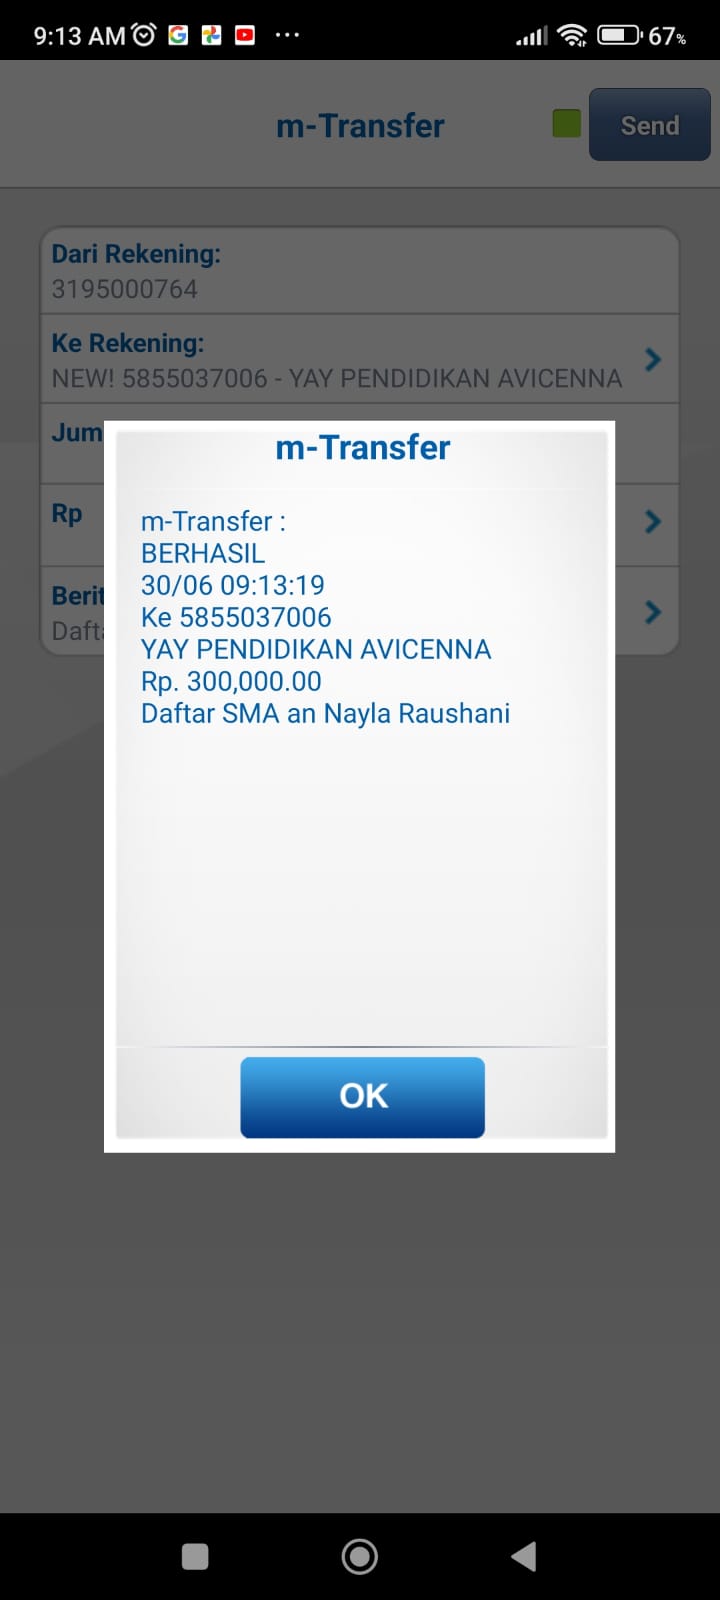 9:13 AM
67%
m-Transfer
Send
Dari Rekening:
3195000764
Ke Rekening:
NEW! 5855037006 - YAY PENDIDIKAN AVICENNA
Jum
Rp
Berit
Dafta
m-Transfer
m-Transfer :
BERHASIL
30/06 09:13:19
Ke 5855037006
YAY PENDIDIKAN AVICENNA
Rp. 300,000.00
Daftar SMA an Nayla Raushani
OK